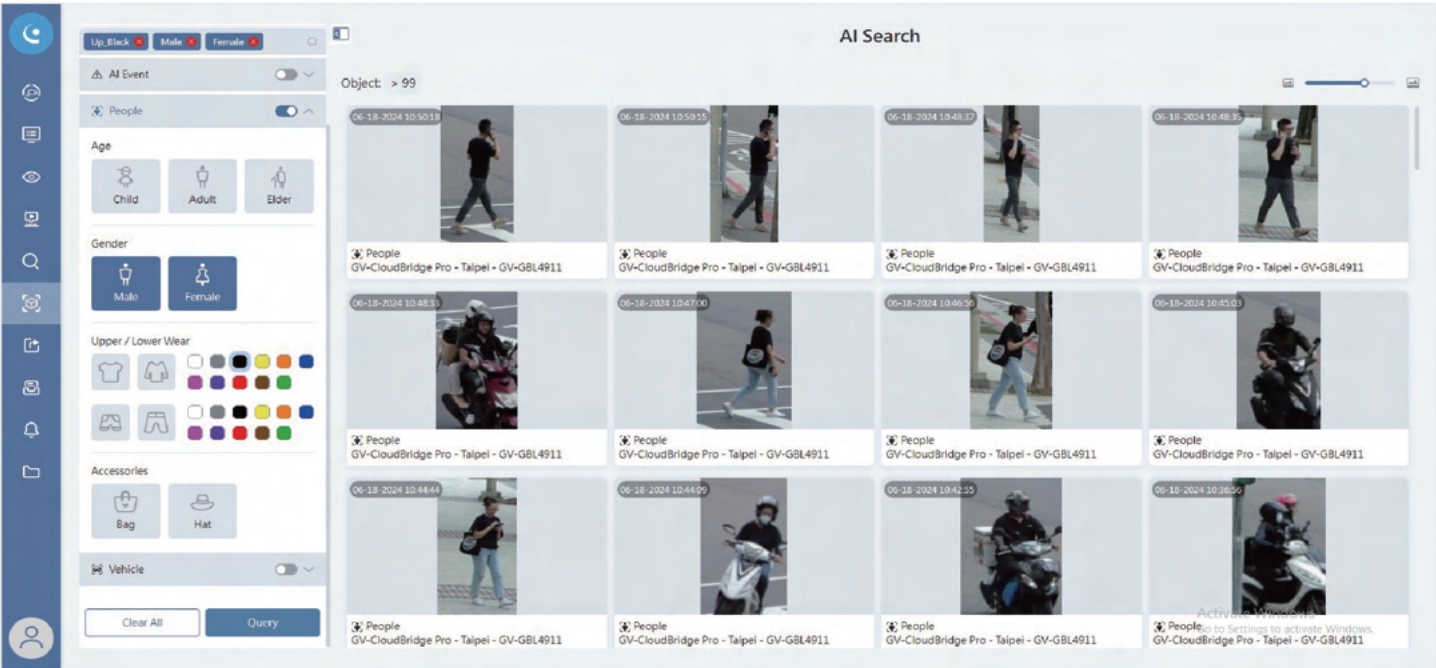 AI Search
Up_Black Male Female
AI Event
People
Age
Child Adult Elder
Gender
Male Female
Upper / Lower Wear
Accessories
Bag Hat
Vehicle
Clear All Query
Object: > 99
06-18-2024 10:50:18 06-18-2024 10:50:15 06-18-2024 10:48:37 06-18-2024 10:48:35
People People People People
GV-CloudBridge Pro - Taipei - GV-GBL4911 GV-CloudBridge Pro - Taipei - GV-GBL4911 GV-CloudBridge Pro - Taipei - GV-GBL4911 GV-CloudBridge Pro - Taipei - GV-GBL4911
06-18-2024 10:48:33 06-18-2024 10:47:00 06-18-2024 10:46:56 06-18-2024 10:45:03
People People People People
GV-CloudBridge Pro - Taipei - GV-GBL4911 GV-CloudBridge Pro - Taipei - GV-GBL4911 GV-CloudBridge Pro - Taipei - GV-GBL4911 GV-CloudBridge Pro - Taipei - GV-GBL4911
06-18-2024 10:44:44 06-18-2024 10:44:09 06-18-2024 10:42:55 06-18-2024 10:36:56
People People People People
GV-CloudBridge Pro - Taipei - GV-GBL4911 GV-CloudBridge Pro - Taipei - GV-GBL4911 GV-CloudBridge Pro - Taipei - GV-GBL4911 GV-CloudBridge Pro - Taipei - GV-GBL4911
Activate Windows
Go to Settings to activate Windows.